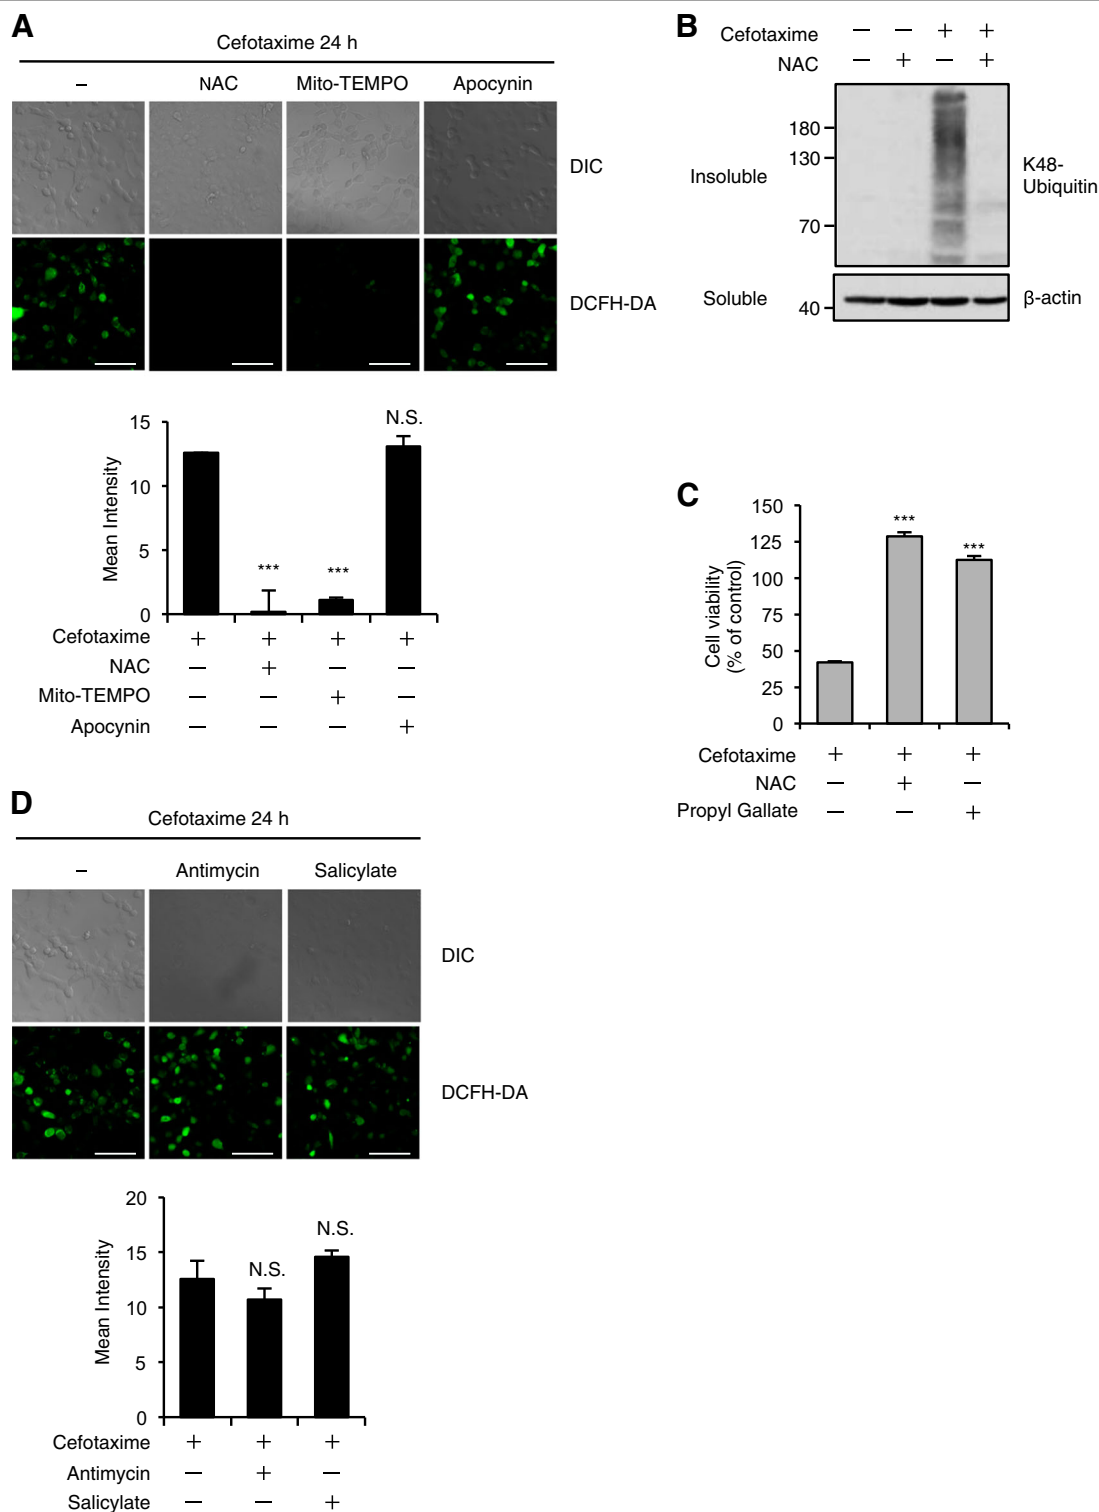 A
Cefotaxime 24 h
– NAC Mito-TEMPO Apocynin
DIC
DCFH-DA
15
10
5
0
Mean Intensity
*** *** N.S.
Cefotaxime + + + +
NAC – + – –
Mito-TEMPO – – + –
Apocynin – – – +
B
Cefotaxime – – + +
NAC – + – +
180
130
70
Insoluble
K48-
Ubiquitin
Soluble
40
β-actin
C
150
125
100
75
50
25
0
Cell viability
(% of control)
*** ***
Cefotaxime + + +
NAC – + –
Propyl Gallate – – +
D
Cefotaxime 24 h
– Antimycin Salicylate
DIC
DCFH-DA
20
15
10
5
0
Mean Intensity
N.S. N.S.
Cefotaxime + + +
Antimycin – + –
Salicylate – – +